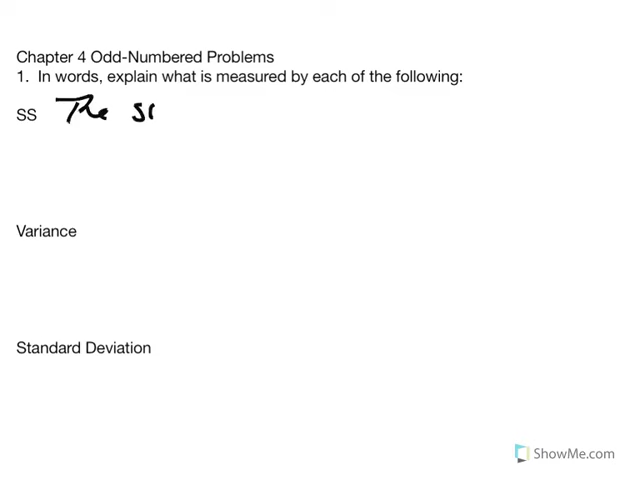 Chapter 4 Odd-Numbered Problems
1. In words, explain what is measured by each of the following:
SS The
Variance
Standard Deviation
ShowMe.com